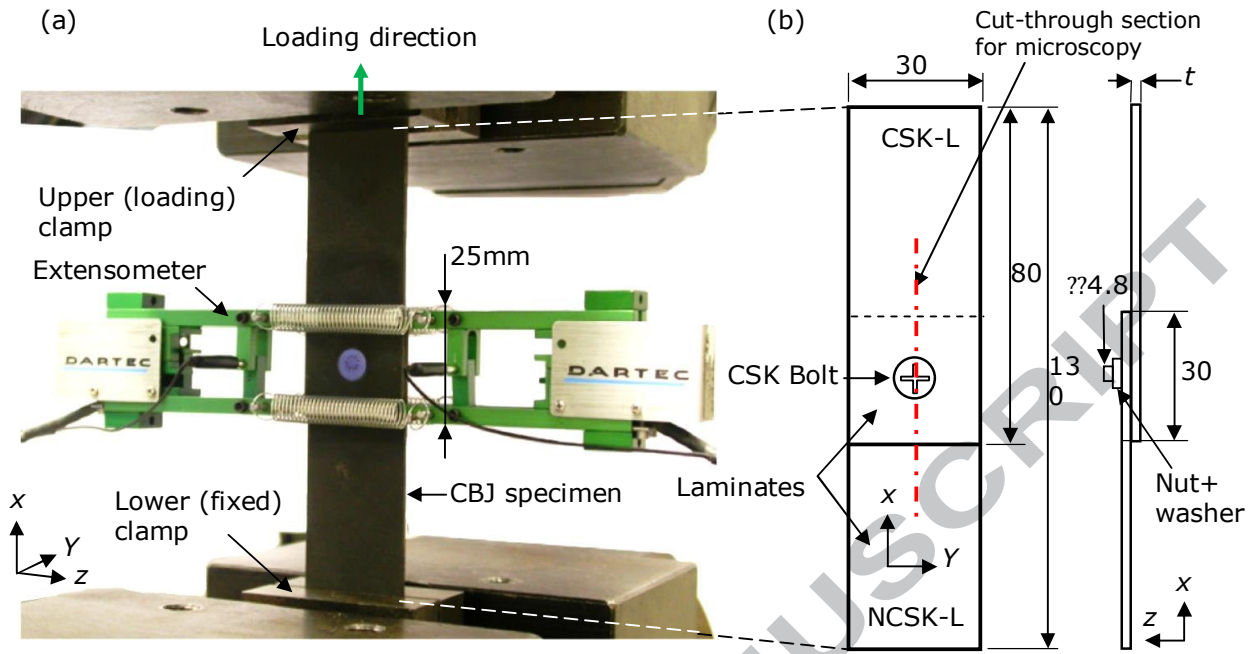 (a)
Loading direction
Upper (loading)
clamp
Extensometer
25mm
DARTEC
DARTEC
Lower (fixed)
clamp
CBJ specimen
x
Y
z
(b)
Cut-through section
for microscopy
30
t
CSK-L
80
??4.8
CSK Bolt
13
0
30
Laminates
x
Y
Nut+
washer
NCSK-L
x
z
USCRIPT